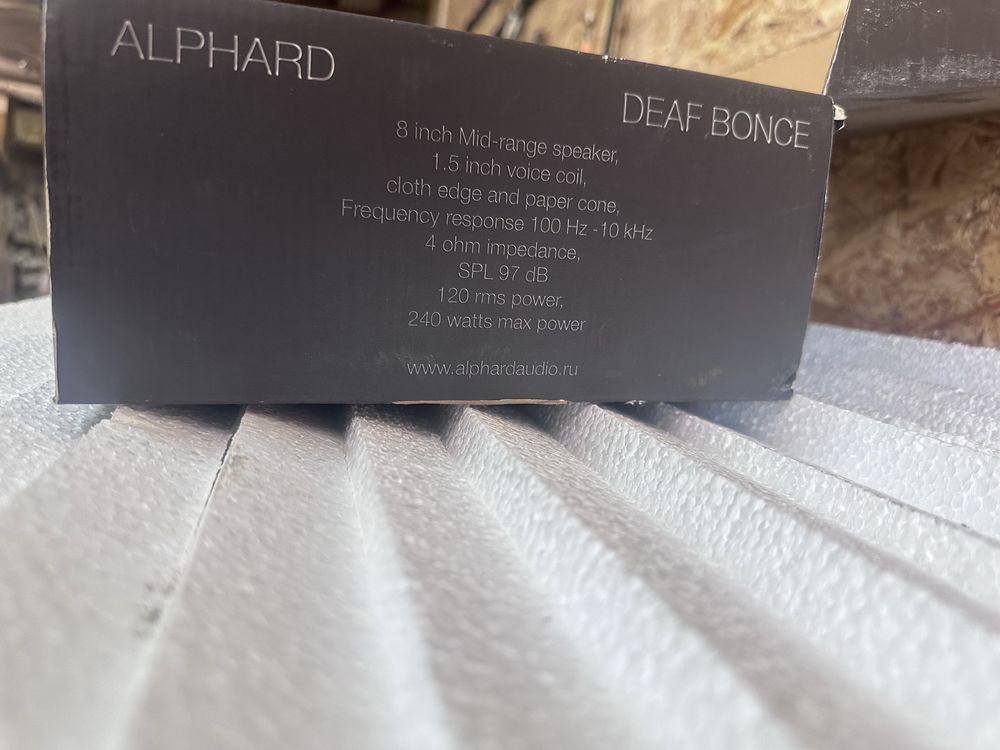 ALPHARD
DEAF BONCE
8 inch Mid-range speaker,
1.5 inch voice coil,
cloth edge and paper cone,
Frequency response 100 Hz -10 kHz
4 ohm impedance,
SPL 97 dB
120 rms power,
240 watts max power
www.alphardaudio.ru